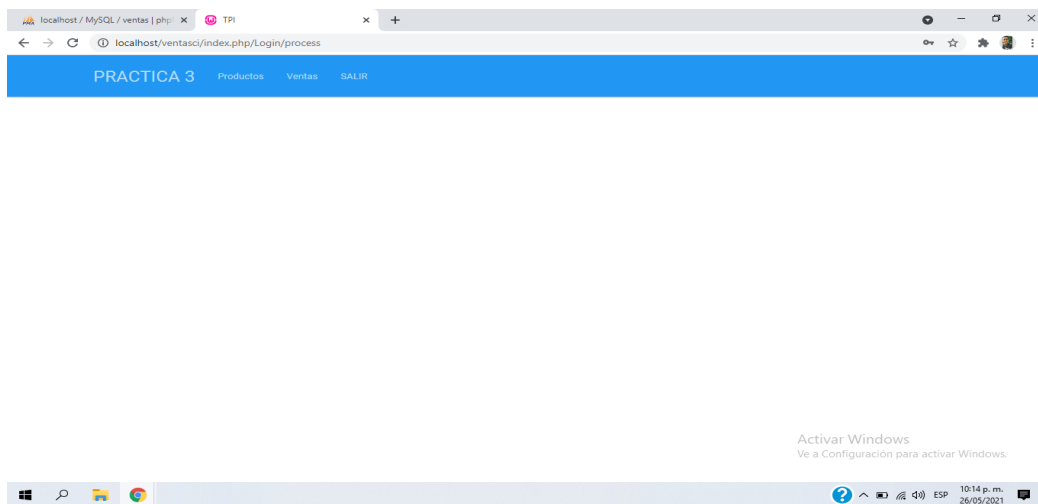 localhost / MySQL / ventas | php
TPI
localhost/ventasci/index.php/Login/process
PRACTICA 3 Productos Ventas SALIR
Activar Windows
Ve a Configuración para activar Windows.
ESP
10:14 p. m.
26/05/2021